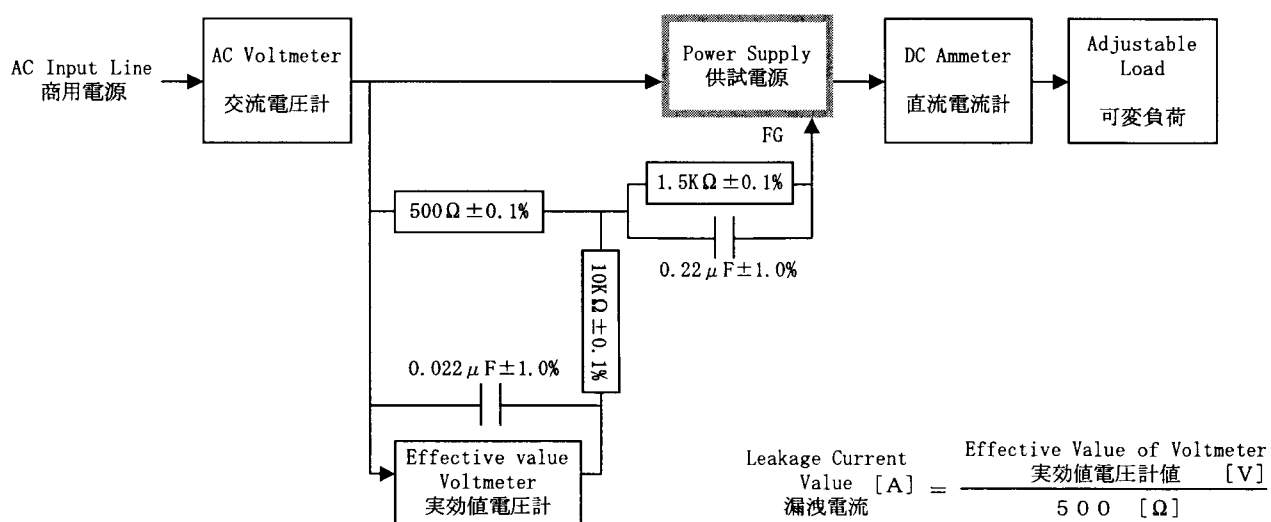 AC Input Line
商用電源
AC Voltmeter
交流電圧計
Power Supply
供試電源
DC Ammeter
直流電流計
Adjustable
Load
可変負荷
FG
1.5KΩ±0.1%
500Ω±0.1%
0.22μF±1.0%
10KΩ±0.1%
0.022μF±1.0%
Effective value
Voltmeter
実効値電圧計
Leakage Current
Value [A] =
漏洩電流
Effective Value of Voltmeter
実効値電圧計値 [V]
500 [Ω]